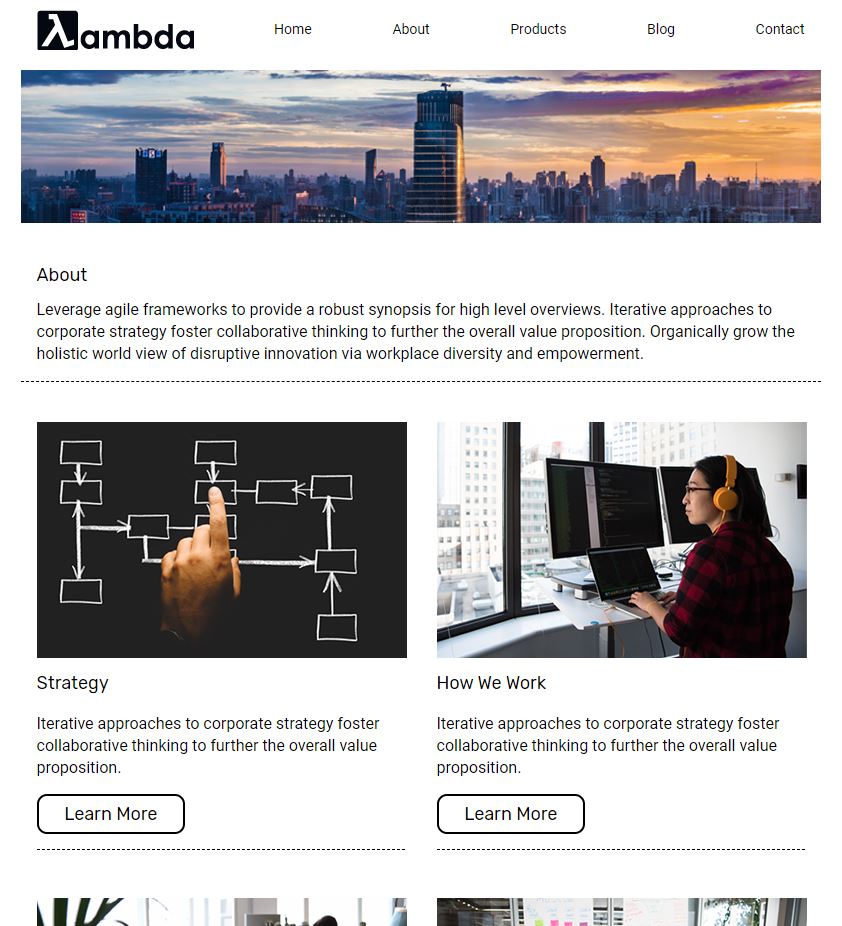 λambda
Home About Products Blog Contact
About
Leverage agile frameworks to provide a robust synopsis for high level overviews. Iterative approaches to
corporate strategy foster collaborative thinking to further the overall value proposition. Organically grow the
holistic world view of disruptive innovation via workplace diversity and empowerment.
Strategy
Iterative approaches to corporate strategy foster
collaborative thinking to further the overall value
proposition.
Learn More
How We Work
Iterative approaches to corporate strategy foster
collaborative thinking to further the overall value
proposition.
Learn More